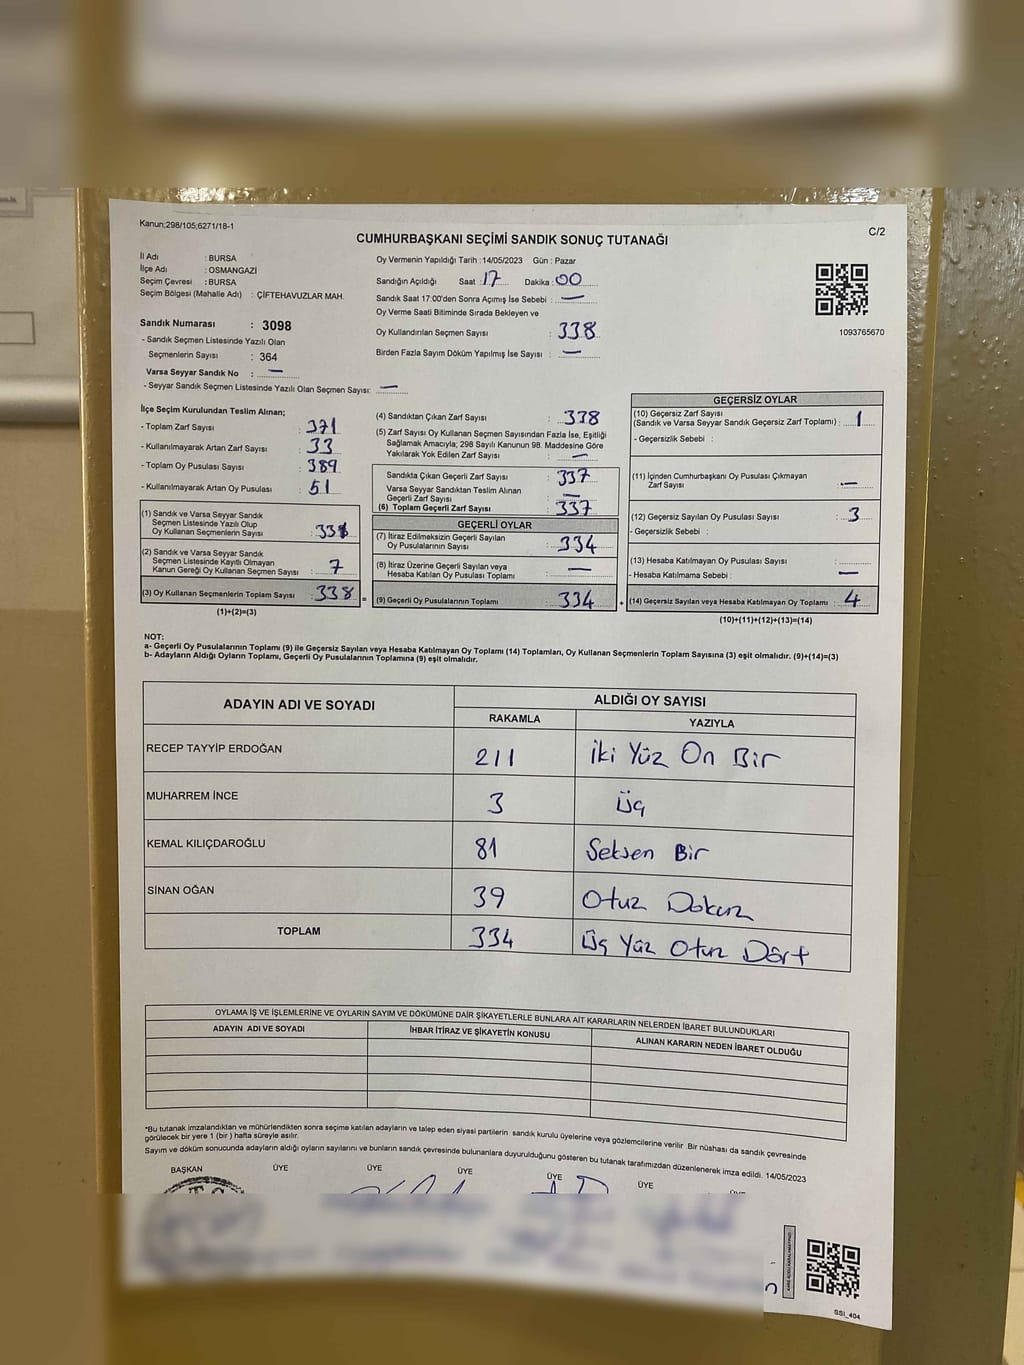 Kanun;298/105;6271/18-1
C/2
CUMHURBAŞKANI SEÇİMİ SANDIK SONUÇ TUTANAĞI
İl Adı : BURSA
İlçe Adı : OSMANGAZİ
Seçim Çevresi : BURSA
Seçim Bölgesi (Mahalle Adı) : ÇİFTEHAVUZLAR MAH.
Sandık Numarası : 3098
- Sandık Seçmen Listesinde Yazılı Olan
Seçmenlerin Sayısı : 364
Varsa Seyyar Sandık No : —
- Seyyar Sandık Seçmen Listesinde Yazılı Olan Seçmen Sayısı: —
Oy Vermenin Yapıldığı Tarih :14/05/2023 Gün : Pazar
Sandığın Açıldığı Saat :17 Dakika :00
Sandık Saat 17:00'den Sonra Açımış İse Sebebi : —
Oy Verme Saati Bitiminde Sırada Bekleyen ve
Oy Kullandırılan Seçmen Sayısı : 338
Birden Fazla Sayım Döküm Yapılmış İse Sayısı : —
1093765670
İlçe Seçim Kurulundan Teslim Alınan;
- Toplam Zarf Sayısı : 371
- Kullanılmayarak Artan Zarf Sayısı : 33
- Toplam Oy Pusulası Sayısı : 389
- Kullanılmayarak Artan Oy Pusulası : 51
(1) Sandık ve Varsa Seyyar Sandık
Seçmen Listesinde Yazılı Olup
Oy Kullanan Seçmenlerin Sayısı :
(2) Sandık ve Varsa Seyyar Sandık
Seçmen Listesinde Kayıtlı Olmayan
Kanun Gereği Oy Kullanan Seçmen Sayısı : 7
(3) Oy Kullanan Seçmenlerin Toplam Sayısı : 338 =
(1)+(2)=(3)
(4) Sandıktan Çıkan Zarf Sayısı : 338
(5) Zarf Sayısı Oy Kullanan Seçmen Sayısından Fazla İse, Eşitliği
Sağlamak Amacıyla; 298 Sayılı Kanunun 98. Maddesine Göre
Yakılarak Yok Edilen Zarf Sayısı : —
Sandıkta Çıkan Geçerli Zarf Sayısı : 337
Varsa Seyyar Sandıktan Teslim Alınan
Geçerli Zarf Sayısı : —
(6) Toplam Geçerli Zarf Sayısı : 337
GEÇERLİ OYLAR
(7) İtiraz Edilmeksizin Geçerli Sayılan
Oy Pusulalarının Sayısı : 334
(8) İtiraz Üzerine Geçerli Sayılan veya
Hesaba Katılan Oy Pusulası Toplamı : —
(9) Geçerli Oy Pusulalarının Toplamı : 334 +
GEÇERSİZ OYLAR
(10) Geçersiz Zarf Sayısı
(Sandık ve Varsa Seyyar Sandık Geçersiz Zarf Toplamı) : 1
- Geçersizlik Sebebi :
(11) İçinden Cumhurbaşkanı Oy Pusulası Çıkmayan
Zarf Sayısı : —
(12) Geçersiz Sayılan Oy Pusulası Sayısı : 3
- Geçersizlik Sebebi :
(13) Hesaba Katılmayan Oy Pusulası Sayısı :
- Hesaba Katılmama Sebebi : —
(14) Geçersiz Sayılan veya Hesaba Katılmayan Oy Toplamı : 4
(10)+(11)+(12)+(13)=(14)
NOT:
a- Geçerli Oy Pusulalarının Toplamı (9) ile Geçersiz Sayılan veya Hesaba Katılmayan Oy Toplamı (14) Toplamları, Oy Kullanan Seçmenlerin Toplam Sayısına (3) eşit olmalıdır. (9)+(14)=(3)
b- Adayların Aldığı Oyların Toplamı, Geçerli Oy Pusulalarının Toplamına (9) eşit olmalıdır.
ADAYIN ADI VE SOYADI ALDIĞI OY SAYISI
RAKAMLA YAZIYLA
RECEP TAYYİP ERDOĞAN 211 İki Yüz On Bir
MUHARREM İNCE 3 Üç
KEMAL KILIÇDAROĞLU 81 Seksen Bir
SİNAN OĞAN 39 Otuz Dokuz
TOPLAM 334 Üç Yüz Otuz Dört
OYLAMA İŞ VE İŞLEMLERİNE VE OYLARIN SAYIM VE DÖKÜMÜNE DAİR ŞİKAYETLERLE BUNLARA AİT KARARLARIN NELERDEN İBARET BULUNDUKLARI
ADAYIN ADI VE SOYADI İHBAR İTİRAZ VE ŞİKAYETİN KONUSU ALINAN KARARIN NEDEN İBARET OLDUĞU
*Bu tutanak imzalandıktan ve mühürlendikten sonra seçime katılan adayların ve talep eden siyasi partilerin sandık kurulu üyelerine veya gözlemcilerine verilir. Bir nüshası da sandık çevresinde
görülecek bir yere 1 (bir ) hafta süreyle asılır.
Sayım ve döküm sonucunda adayların aldığı oyların sayılarını ve bunların sandık çevresinde bulunanlara duyurulduğunu gösteren bu tutanak tarafımızdan düzenlenerek imza edildi. 14/05/2023
BAŞKAN ÜYE ÜYE ÜYE ÜYE ÜYE
SSI_404